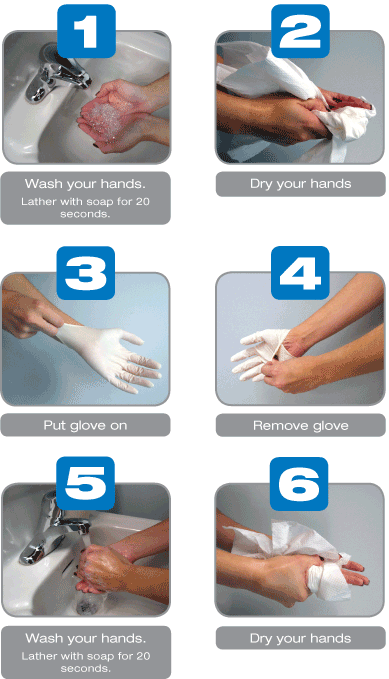 1
2
Wash your hands.
Lather with soap for 20
seconds.
Dry your hands
3
4
Put glove on
Remove glove
5
6
Wash your hands.
Lather with soap for 20
seconds.
Dry your hands